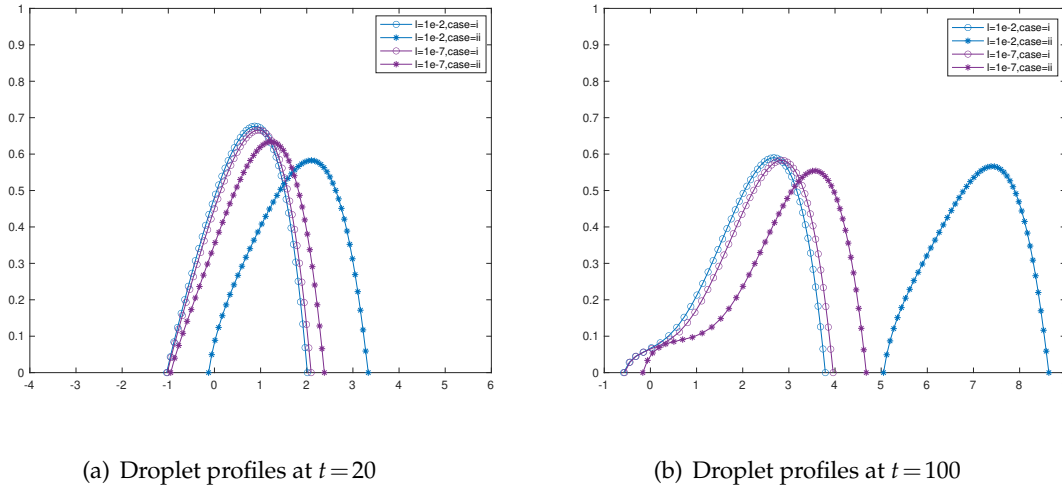 1
0.9
0.8
0.7
0.6
0.5
0.4
0.3
0.2
0.1
0
-4 -3 -2 -1 0 1 2 3 4 5 6
l=1e-2,case=i
l=1e-2,case=ii
l=1e-7,case=i
l=1e-7,case=ii
(a) Droplet profiles at t=20
1
0.9
0.8
0.7
0.6
0.5
0.4
0.3
0.2
0.1
0
-1 0 1 2 3 4 5 6 7 8
l=1e-2,case=i
l=1e-2,case=ii
l=1e-7,case=i
l=1e-7,case=ii
(b) Droplet profiles at t=100